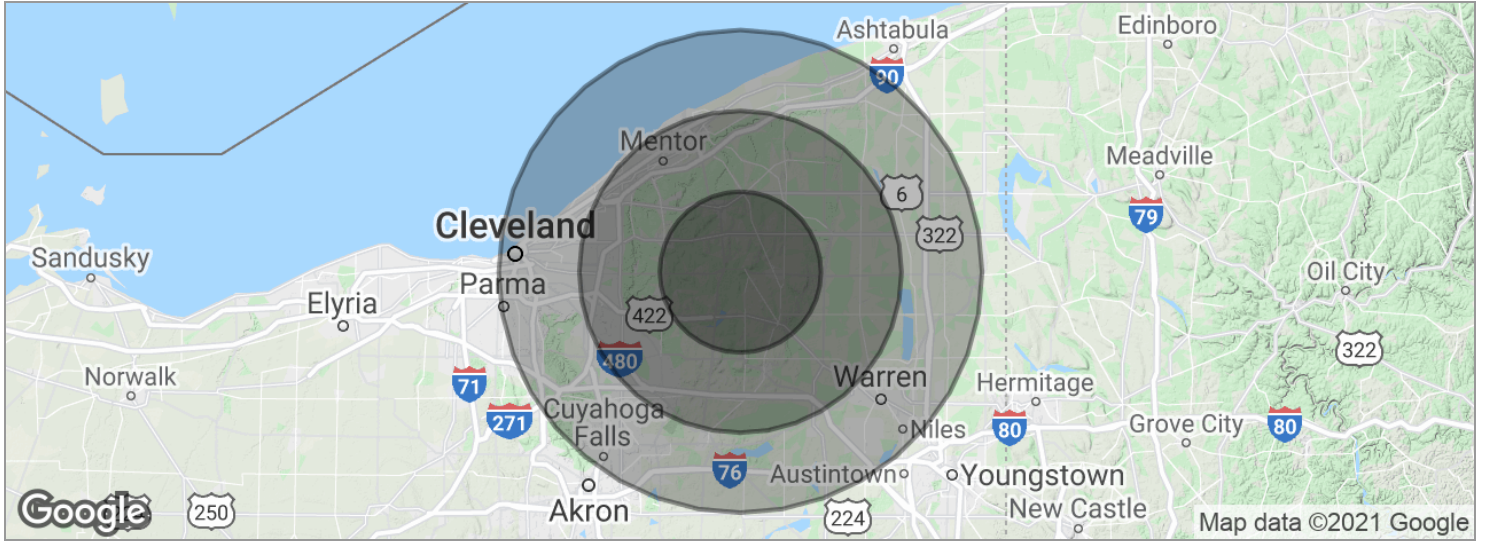 Ashtabula
Edinboro
90
Mentor
Meadville
6
79
Cleveland
322
Sandusky
Oil City
Parma
Elyria
422
322
480
Norwalk
71
Warren
Hermitage
271
Cuyahoga
Falls
80
Grove City
80
Niles
76
Austintown
Youngstown
Akron
250
224
New Castle
Google
Map data ©2021 Google